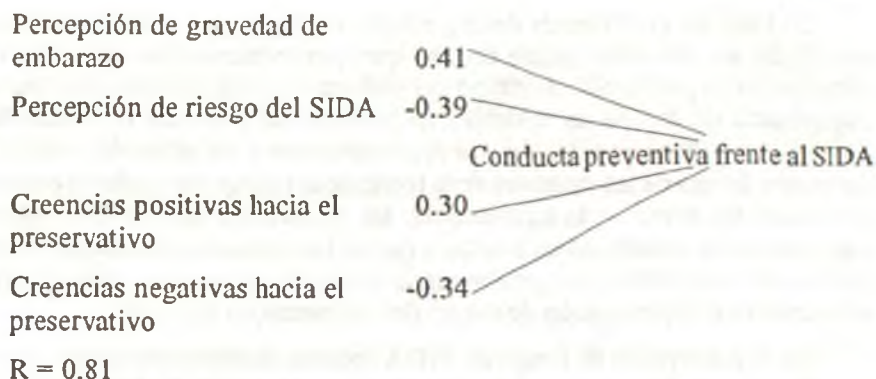 Percepción de gravedad de
embarazo 0.41
Percepción de riesgo del SIDA -0.39
Conducta preventiva frente al SIDA
Creencias positivas hacia el 0.30
preservativo
Creencias negativas hacia el -0.34
preservativo
R = 0.81